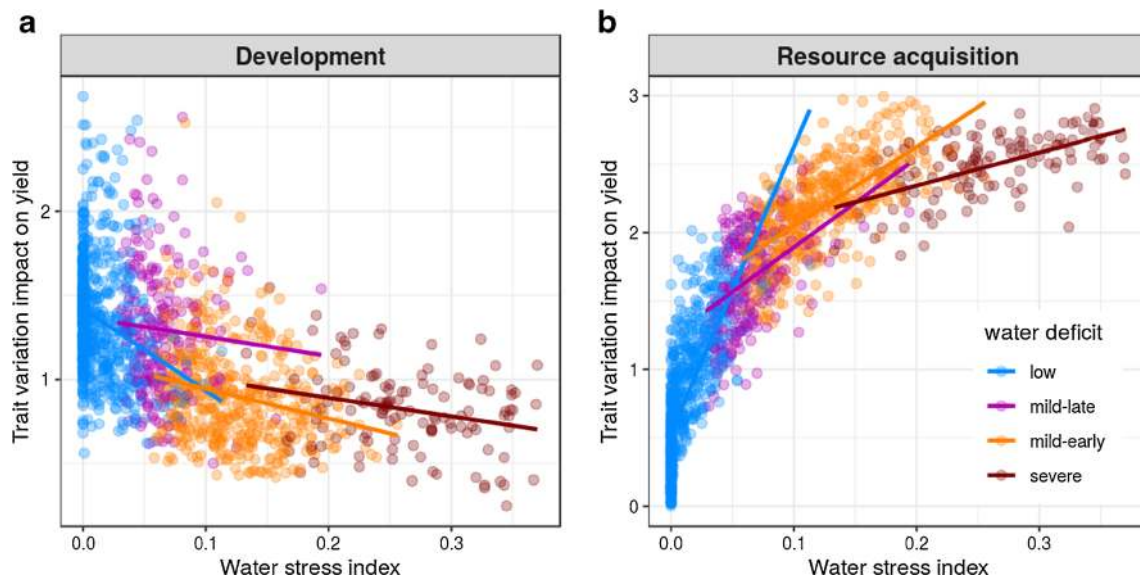 a
Development
Trait variation impact on yield
2
1
0.0 0.1 0.2 0.3
Water stress index
b
Resource acquisition
Trait variation impact on yield
3
2
1
0
water deficit
low
mild-late
mild-early
severe
0.0 0.1 0.2 0.3
Water stress index